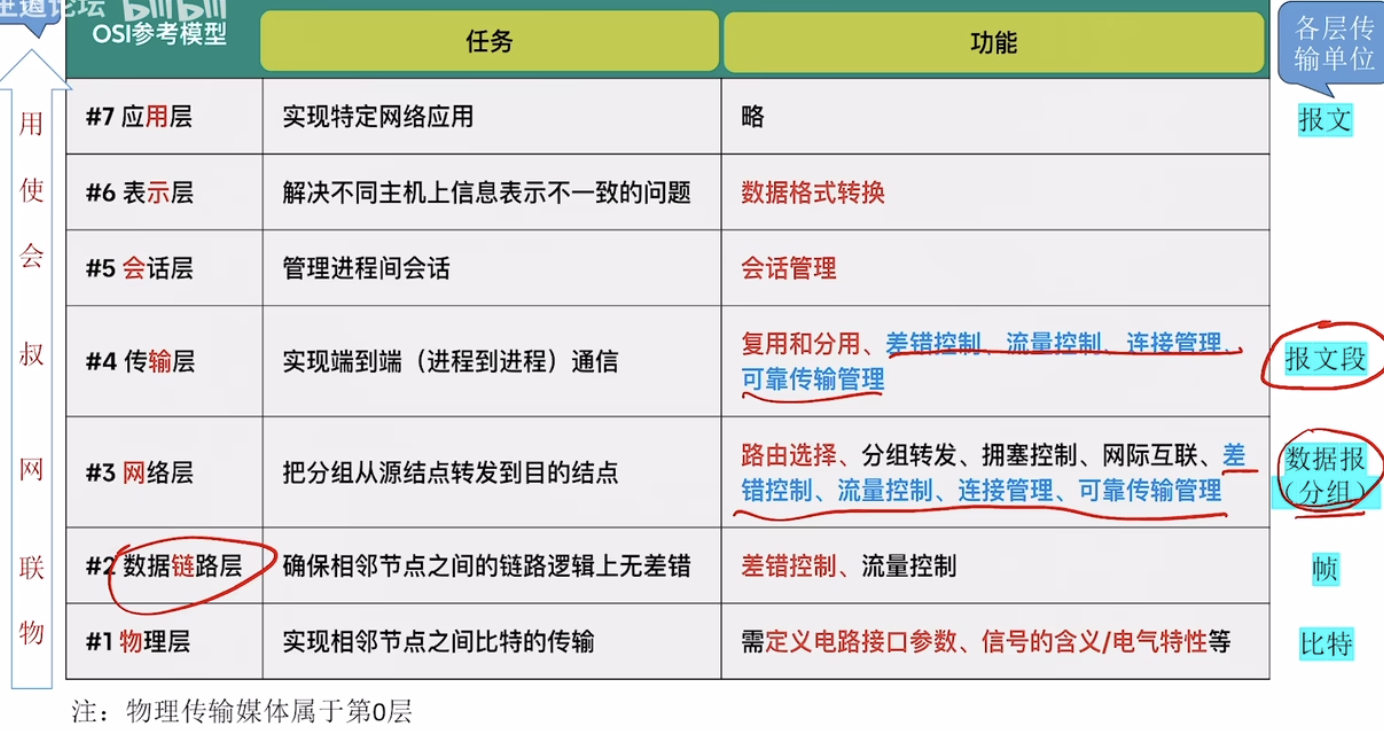 王道论坛 bilibili
OSI参考模型
任务
功能
各层传
输单位
用
使
会
叔
网
联
物
#7 应用层
实现特定网络应用
略
报文
#6 表示层
解决不同主机上信息表示不一致的问题
数据格式转换
#5 会话层
管理进程间会话
会话管理
#4 传输层
实现端到端（进程到进程）通信
复用和分用、差错控制、流量控制、连接管理、
可靠传输管理
报文段
#3 网络层
把分组从源结点转发到目的结点
路由选择、分组转发、拥塞控制、网际互联、差
错控制、流量控制、连接管理、可靠传输管理
数据报
（分组）
#2 数据链路层
确保相邻节点之间的链路逻辑上无差错
差错控制、流量控制
帧
#1 物理层
实现相邻节点之间比特的传输
需定义电路接口参数、信号的含义/电气特性等
比特
注：物理传输媒体属于第0层